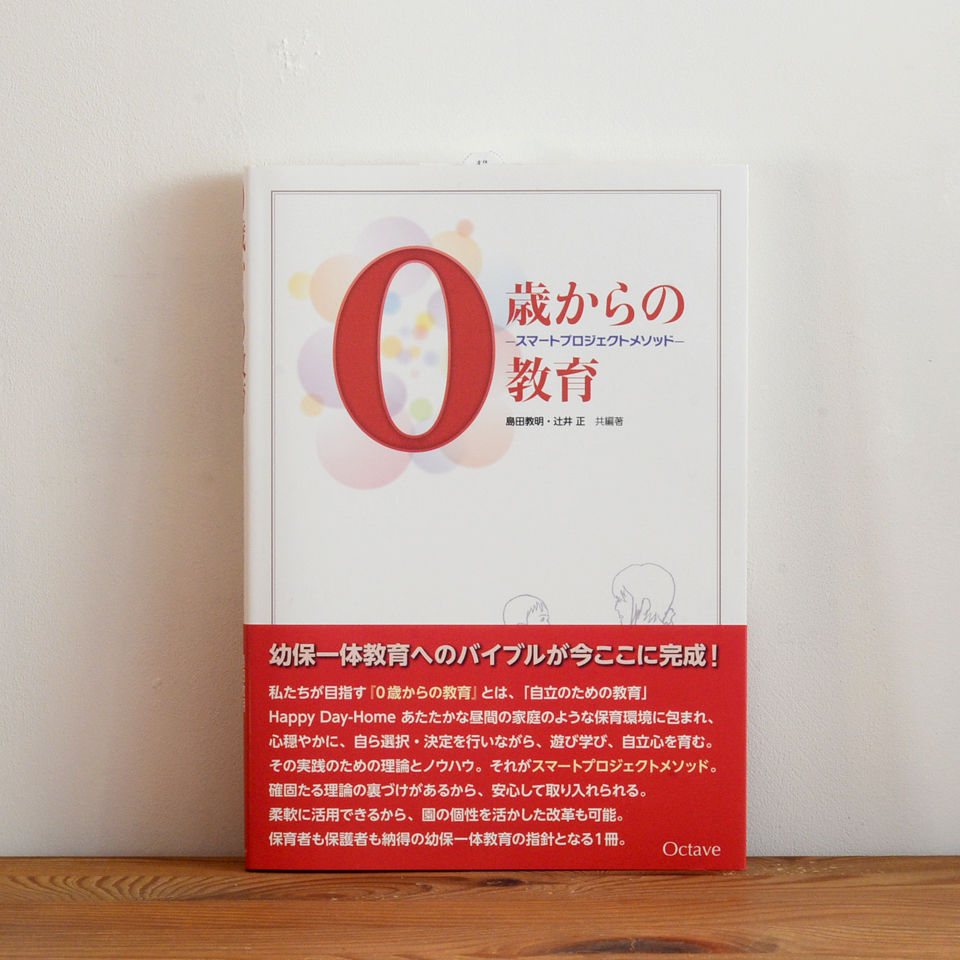 0歳からの
―スマートプロジェクトメソッド―
教育
島田教明・辻井 正　共編著
幼保一体教育へのバイブルが今ここに完成！
私たちが目指す『0歳からの教育』とは、「自立のための教育」
Happy Day-Home あたたかな昼間の家庭のような保育環境に包まれ、
心穏やかに、自ら選択・決定を行いながら、遊び学び、自立心を育む。
その実践のための理論とノウハウ。それがスマートプロジェクトメソッド。
確固たる理論の裏づけがあるから、安心して取り入れられる。
柔軟に活用できるから、園の個性を活かした改革も可能。
保育者も保護者も納得の幼保一体教育の指針となる1冊。
Octave